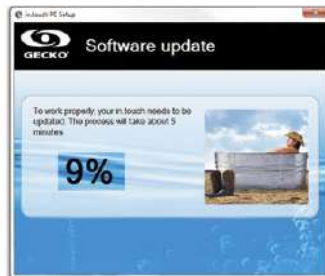 in.touch PC Setup
GECKO
Software update
To work properly, your in.touch needs to be
updated. The process will take about 5
minutes.
9%